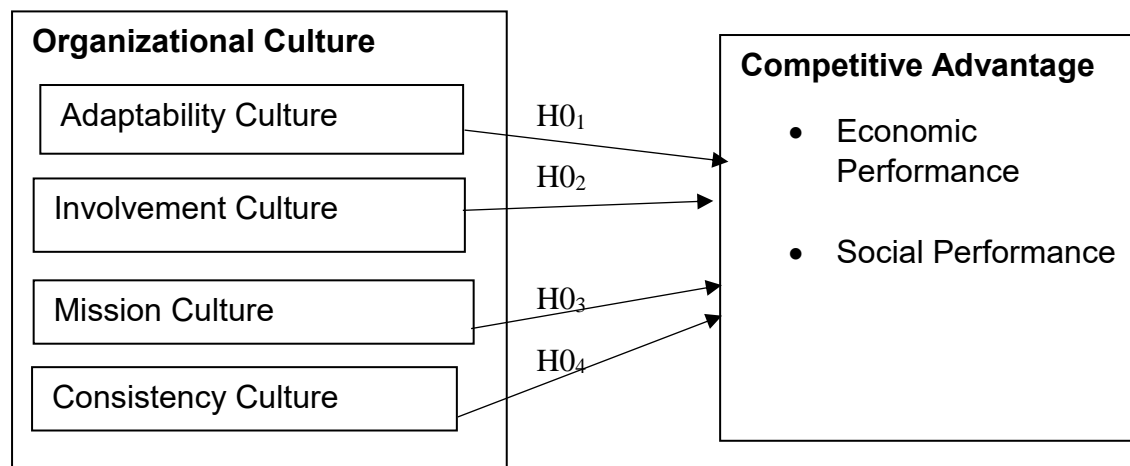 Organizational Culture
Adaptability Culture
Involvement Culture
Mission Culture
Consistency Culture
H0₁
H0₂
H0₃
H0₄
Competitive Advantage
• Economic
Performance
• Social Performance